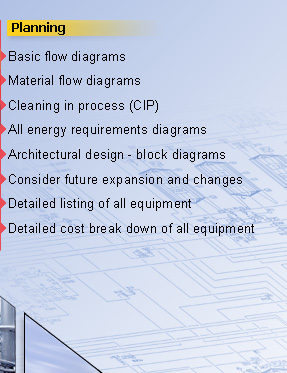 Planning
Basic flow diagrams
Material flow diagrams
Cleaning in process (CIP)
All energy requirements diagrams
Architectural design - block diagrams
Consider future expansion and changes
Detailed listing of all equipment
Detailed cost break down of all equipment